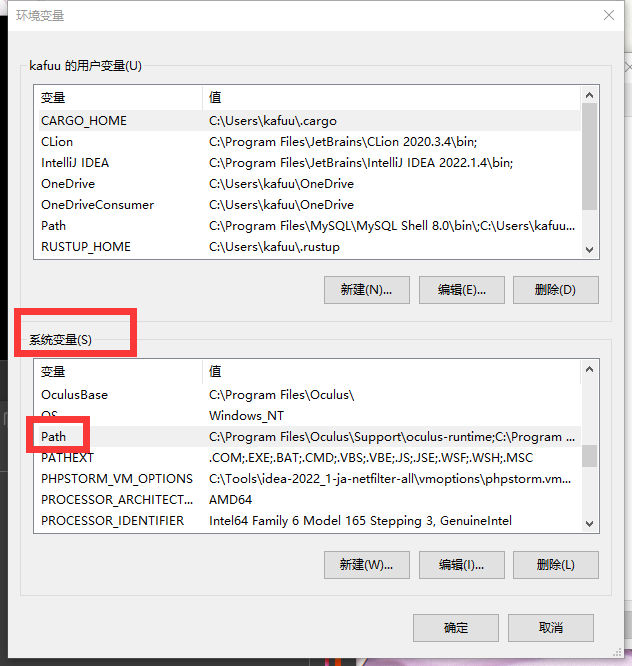 环境变量
kafuu 的用户变量(U)
变量 值
CARGO_HOME C:\Users\kafuu\.cargo
CLion C:\Program Files\JetBrains\CLion 2020.3.4\bin;
IntelliJ IDEA C:\Program Files\JetBrains\IntelliJ IDEA 2022.1.4\bin;
OneDrive C:\Users\kafuu\OneDrive
OneDriveConsumer C:\Users\kafuu\OneDrive
Path C:\Program Files\MySQL\MySQL Shell 8.0\bin\;C:\Users\kafuu...
RUSTUP_HOME C:\Users\kafuu\.rustup
新建(N)... 编辑(E)... 删除(D)
系统变量(S)
变量 值
OculusBase C:\Program Files\Oculus\
OS Windows_NT
Path C:\Program Files\Oculus\Support\oculus-runtime;C:\Program ...
PATHEXT .COM;.EXE;.BAT;.CMD;.VBS;.VBE;.JS;.JSE;.WSF;.WSH;.MSC
PHPSTORM_VM_OPTIONS C:\Tools\idea-2022_1-ja-netfilter-all\vmoptions\phpstorm.vm...
PROCESSOR_ARCHITECT... AMD64
PROCESSOR_IDENTIFIER Intel64 Family 6 Model 165 Stepping 3, GenuineIntel
新建(W)... 编辑(I)... 删除(L)
确定 取消